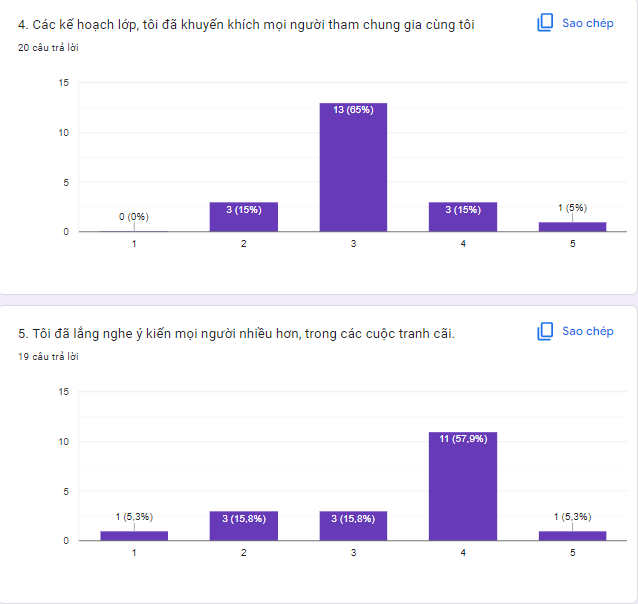 4. Các kế hoạch lớp, tôi đã khuyến khích mọi người tham chung gia cùng tôi
Sao chép
20 câu trả lời
15
10
5
0
0 (0%)
3 (15%)
13 (65%)
3 (15%)
1 (5%)
1 2 3 4 5
5. Tôi đã lắng nghe ý kiến mọi người nhiều hơn, trong các cuộc tranh cãi.
Sao chép
19 câu trả lời
15
10
5
0
1 (5,3%)
3 (15,8%)
3 (15,8%)
11 (57,9%)
1 (5,3%)
1 2 3 4 5